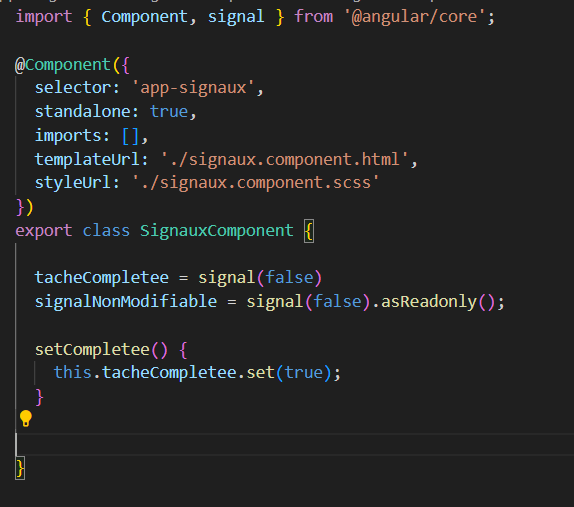 import { Component, signal } from '@angular/core';
@Component({
selector: 'app-signaux',
standalone: true,
imports: [],
templateUrl: './signaux.component.html',
styleUrl: './signaux.component.scss'
})
export class SignauxComponent {
tacheCompletee = signal(false)
signalNonModifiable = signal(false).asReadonly();
setCompletee() {
this.tacheCompletee.set(true);
}
}